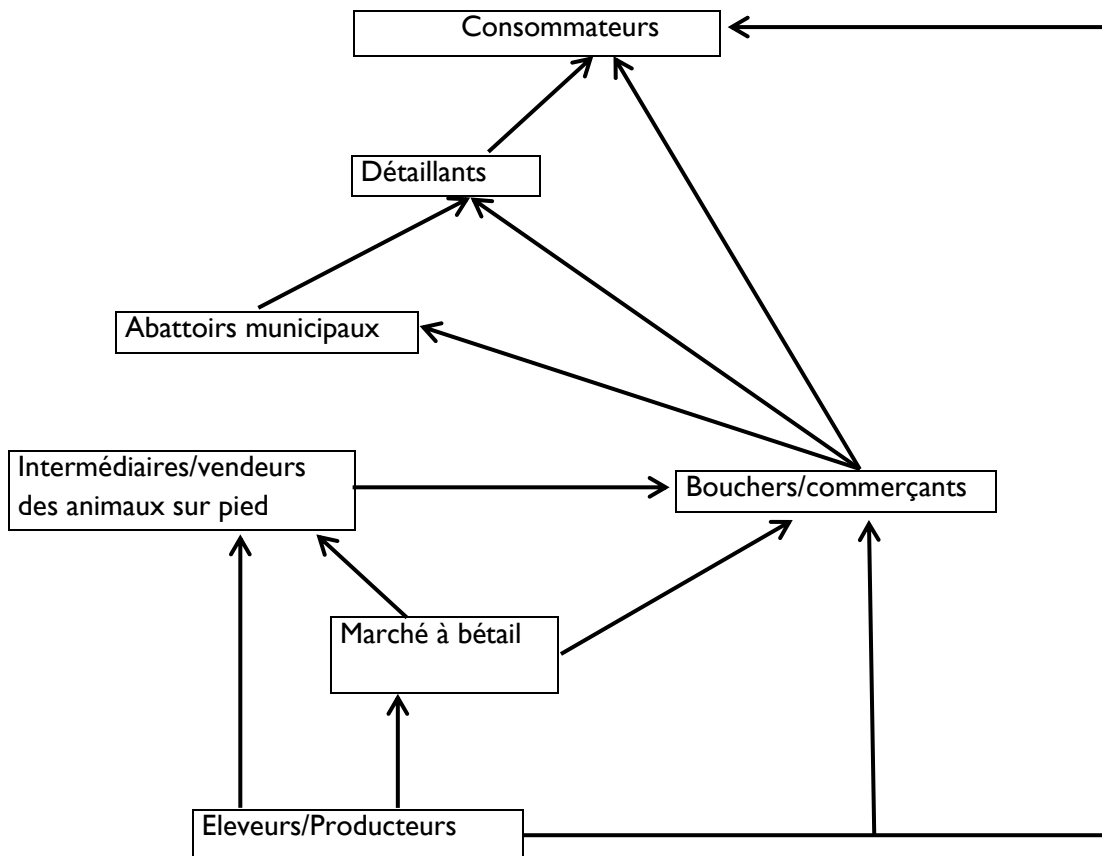 Consommateurs
Détaillants
Abattoirs municipaux
Intermédiaires/vendeurs
des animaux sur pied
Bouchers/commerçants
Marché à bétail
Eleveurs/Producteurs